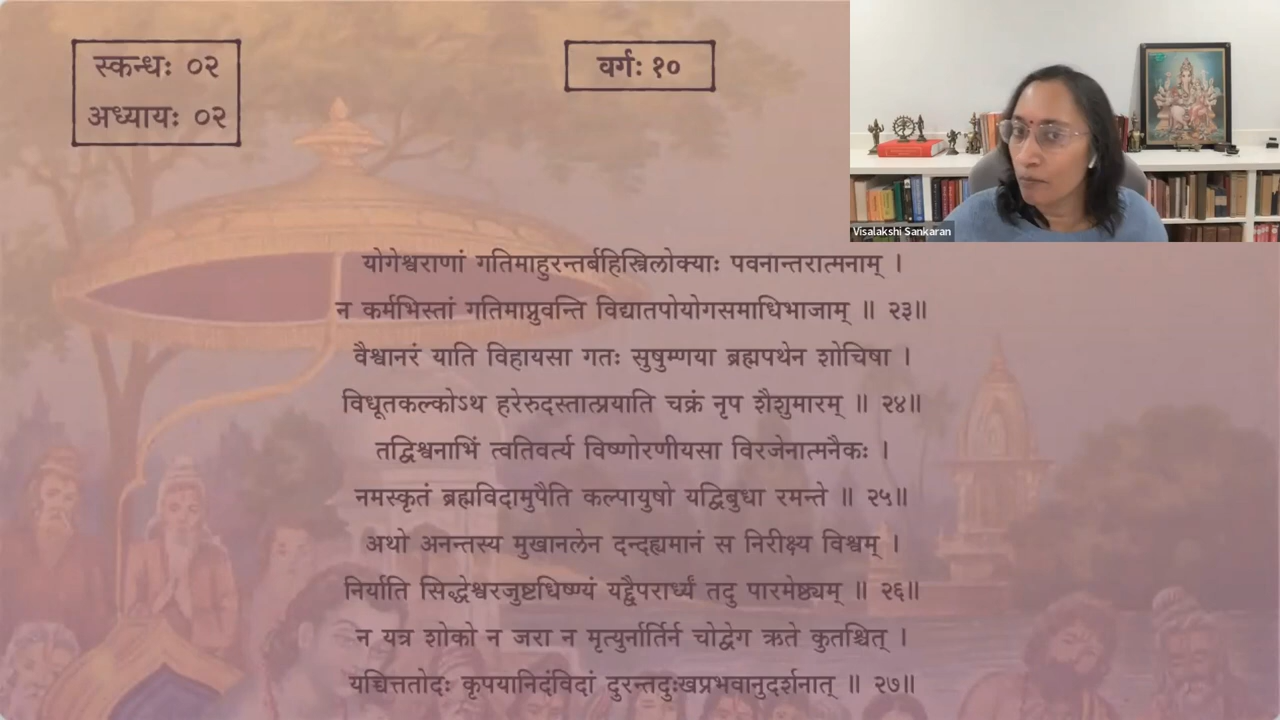 स्कन्धः ०२
अध्यायः ०२
वर्गः १०
Visalakshi Sankaran
योगेश्वराणां गतिमाहुरन्तर्बहिस्त्रिलोक्याः पवनान्तरात्मनाम् ।
न कर्मभिस्तां गतिमाप्नुवन्ति विद्यातपोयोगसमाधिभाजाम् ॥ २३॥
वैश्वानरं याति विहायसा गतः सुषुम्णया ब्रह्मपथेन शोचिषा ।
विधूतकल्कोऽथ हरेरुदस्तात्प्रयाति चक्रं नृप शैशुमारम् ॥ २४॥
तद्विश्वनाभिं त्वतिवर्त्य विष्णोरणीयसा विरजेनात्मनैकः ।
नमस्कृतं ब्रह्मविदामुपैति कल्पायुषो यद्विबुधा रमन्ते ॥ २५॥
अथो अनन्तस्य मुखानलेन दन्दह्यमानं स निरीक्ष्य विश्वम् ।
निर्याति सिद्धेश्वरजुष्टधिष्ण्यं यद्द्वैपरार्ध्यं तदु पारमेष्ठ्यम् ॥ २६॥
न यत्र शोको न जरा न मृत्युर्नार्तिर्न चोद्वेग ऋते कुतश्चित् ।
यच्चित्ततोदः कृपयानिदंविदां दुरन्तदुःखप्रभवानुदर्शनात् ॥ २७॥